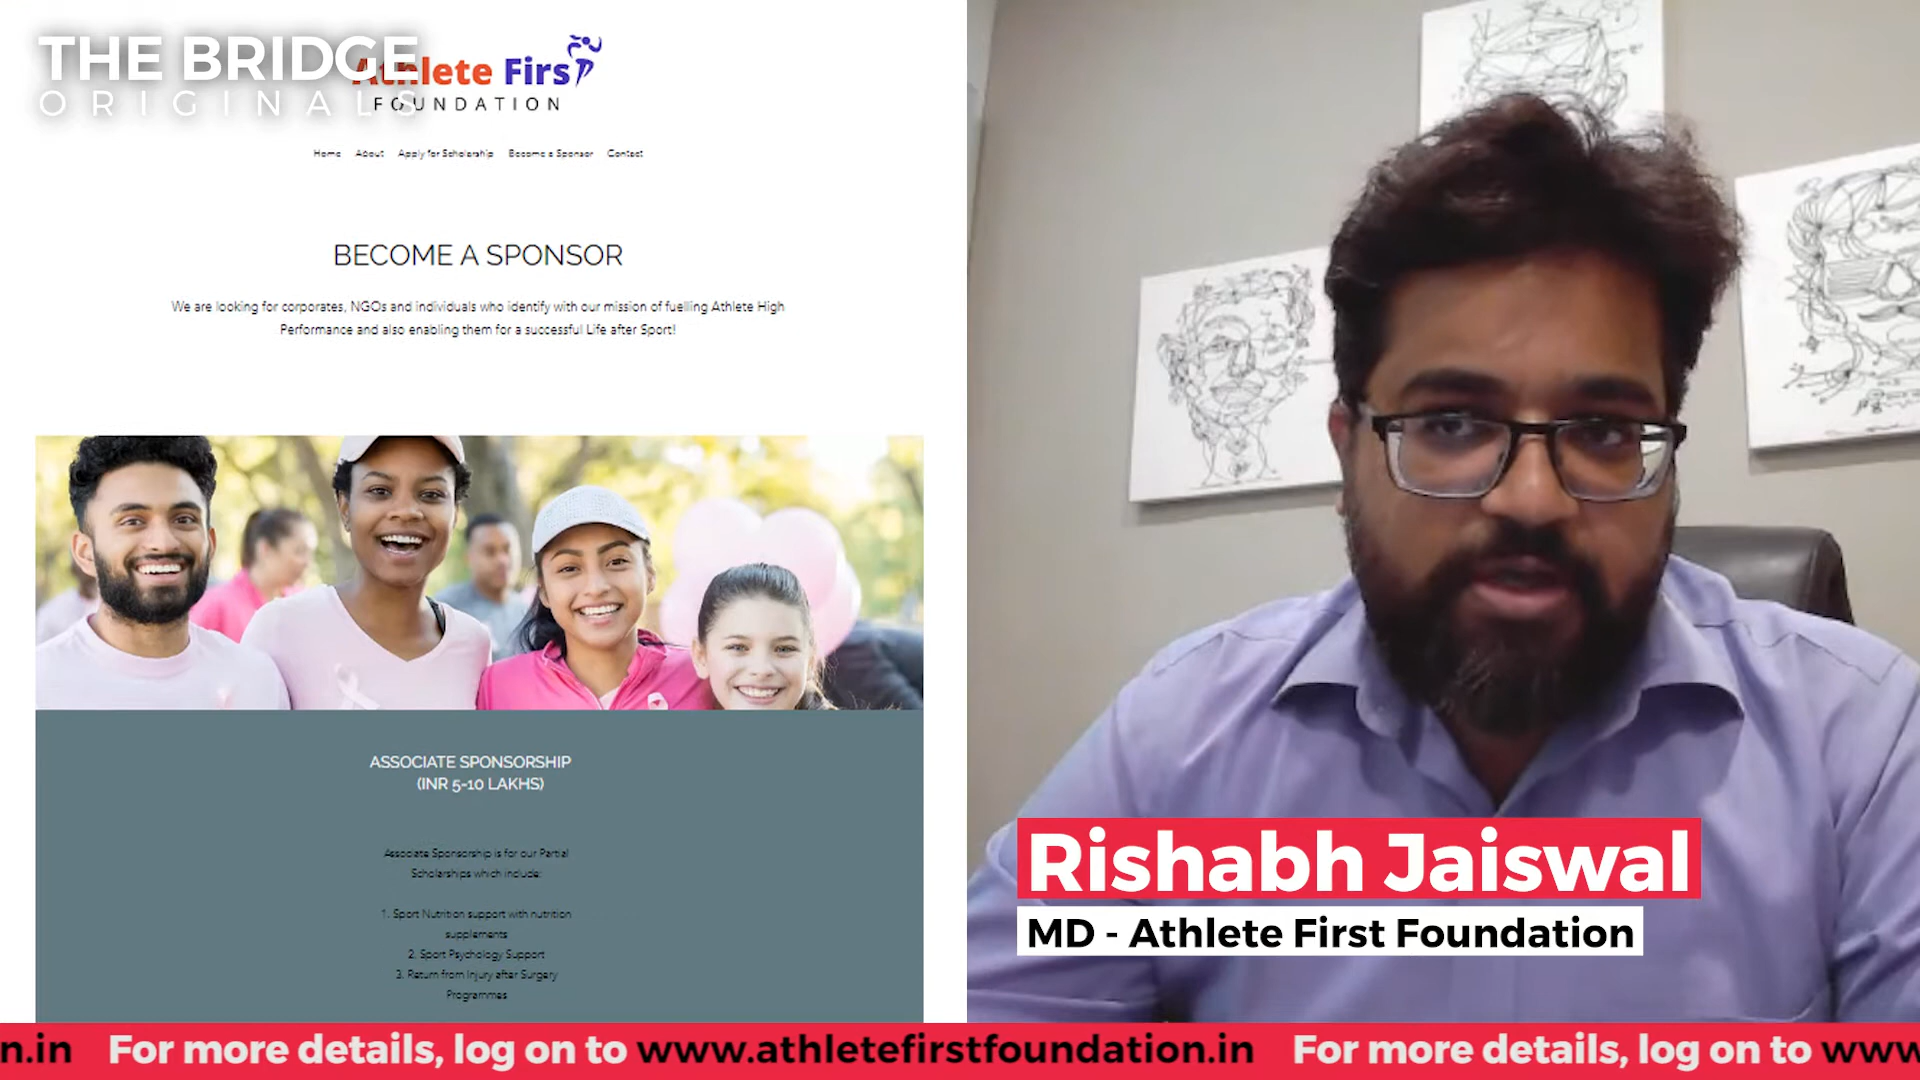 THE BRIDGE
ORIGINALS
Athlete First
FOUNDATION
Home About Apply for Scholarship Become a Sponsor Contact
BECOME A SPONSOR
We are looking for corporates, NGOs and individuals who identify with our mission of fuelling Athlete High
Performance and also enabling them for a successful Life after Sport!
ASSOCIATE SPONSORSHIP
(INR 5-10 LAKHS)
Associate Sponsorship is for our Partial
Scholarships which include:
1. Sport Nutrition support with nutrition
supplements
2. Sport Psychology Support
3. Return from Injury after Surgery
Programmes
Rishabh Jaiswal
MD - Athlete First Foundation
n.in For more details, log on to www.athletefirstfoundation.in For more details, log on to www